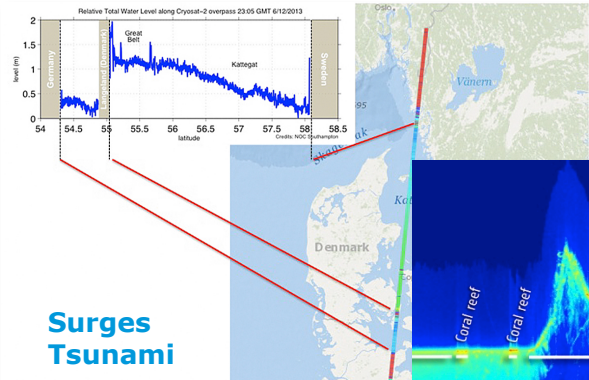 Relative Total Water Level along Cryosat-2 overpass 23:05 GMT 6/12/2013
level (m)
2
1.5
1
0.5
0
Germany
Great
Belt
Kattegat
Sweden
54
54.5
55
55.5
56
56.5
57
57.5
58
58.5
latitude
Credits: NOC Southampton
Oslo
Vänern
Denmark
Surges
Tsunami
Coral reef
Coral reef